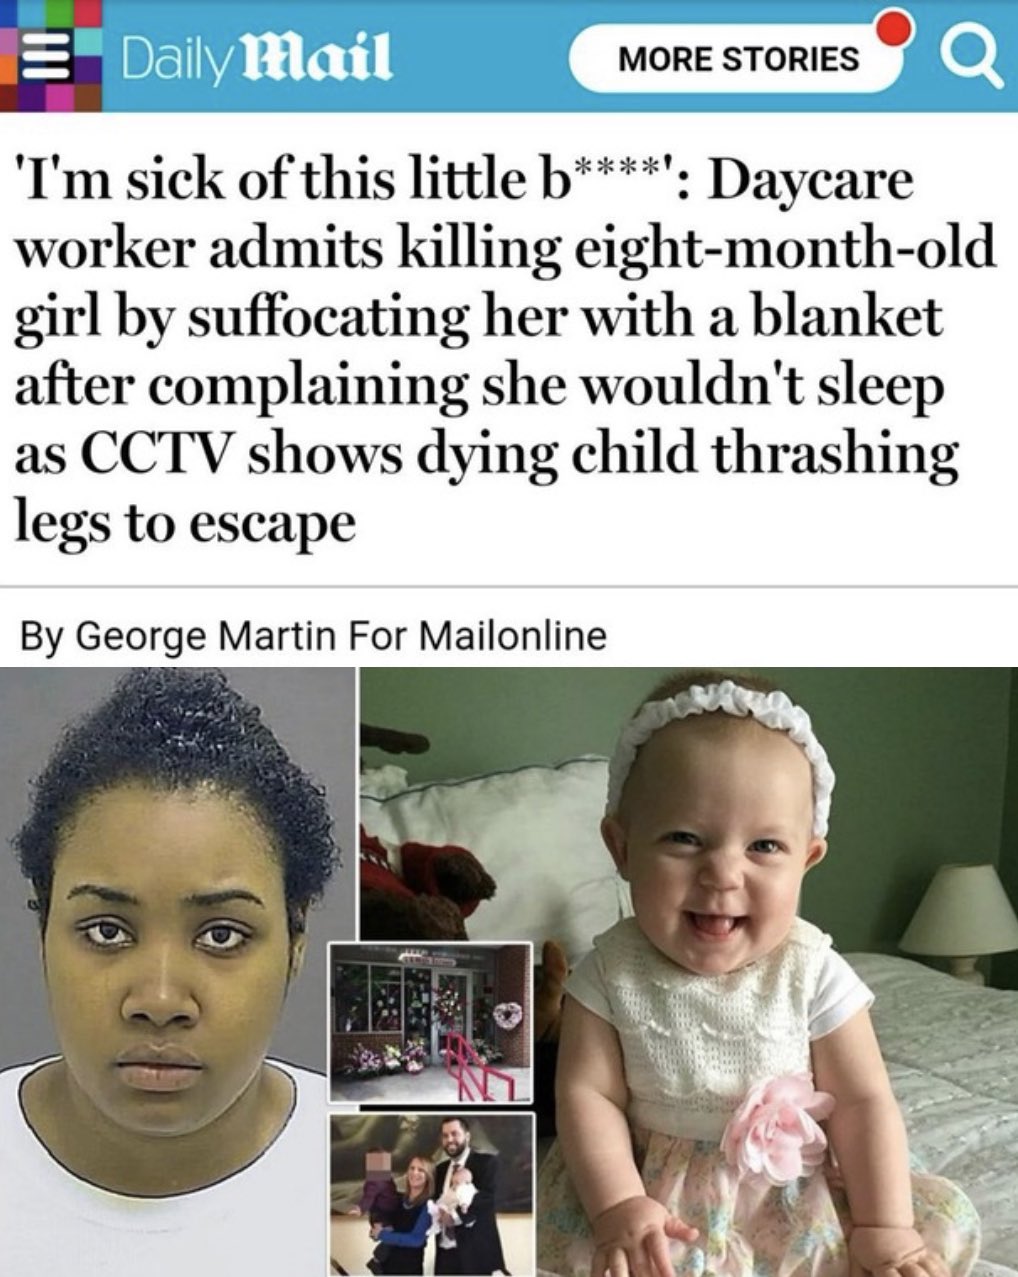 Daily Mail
MORE STORIES
'I'm sick of this little b****': Daycare
worker admits killing eight-month-old
girl by suffocating her with a blanket
after complaining she wouldn't sleep
as CCTV shows dying child thrashing
legs to escape
By George Martin For Mailonline